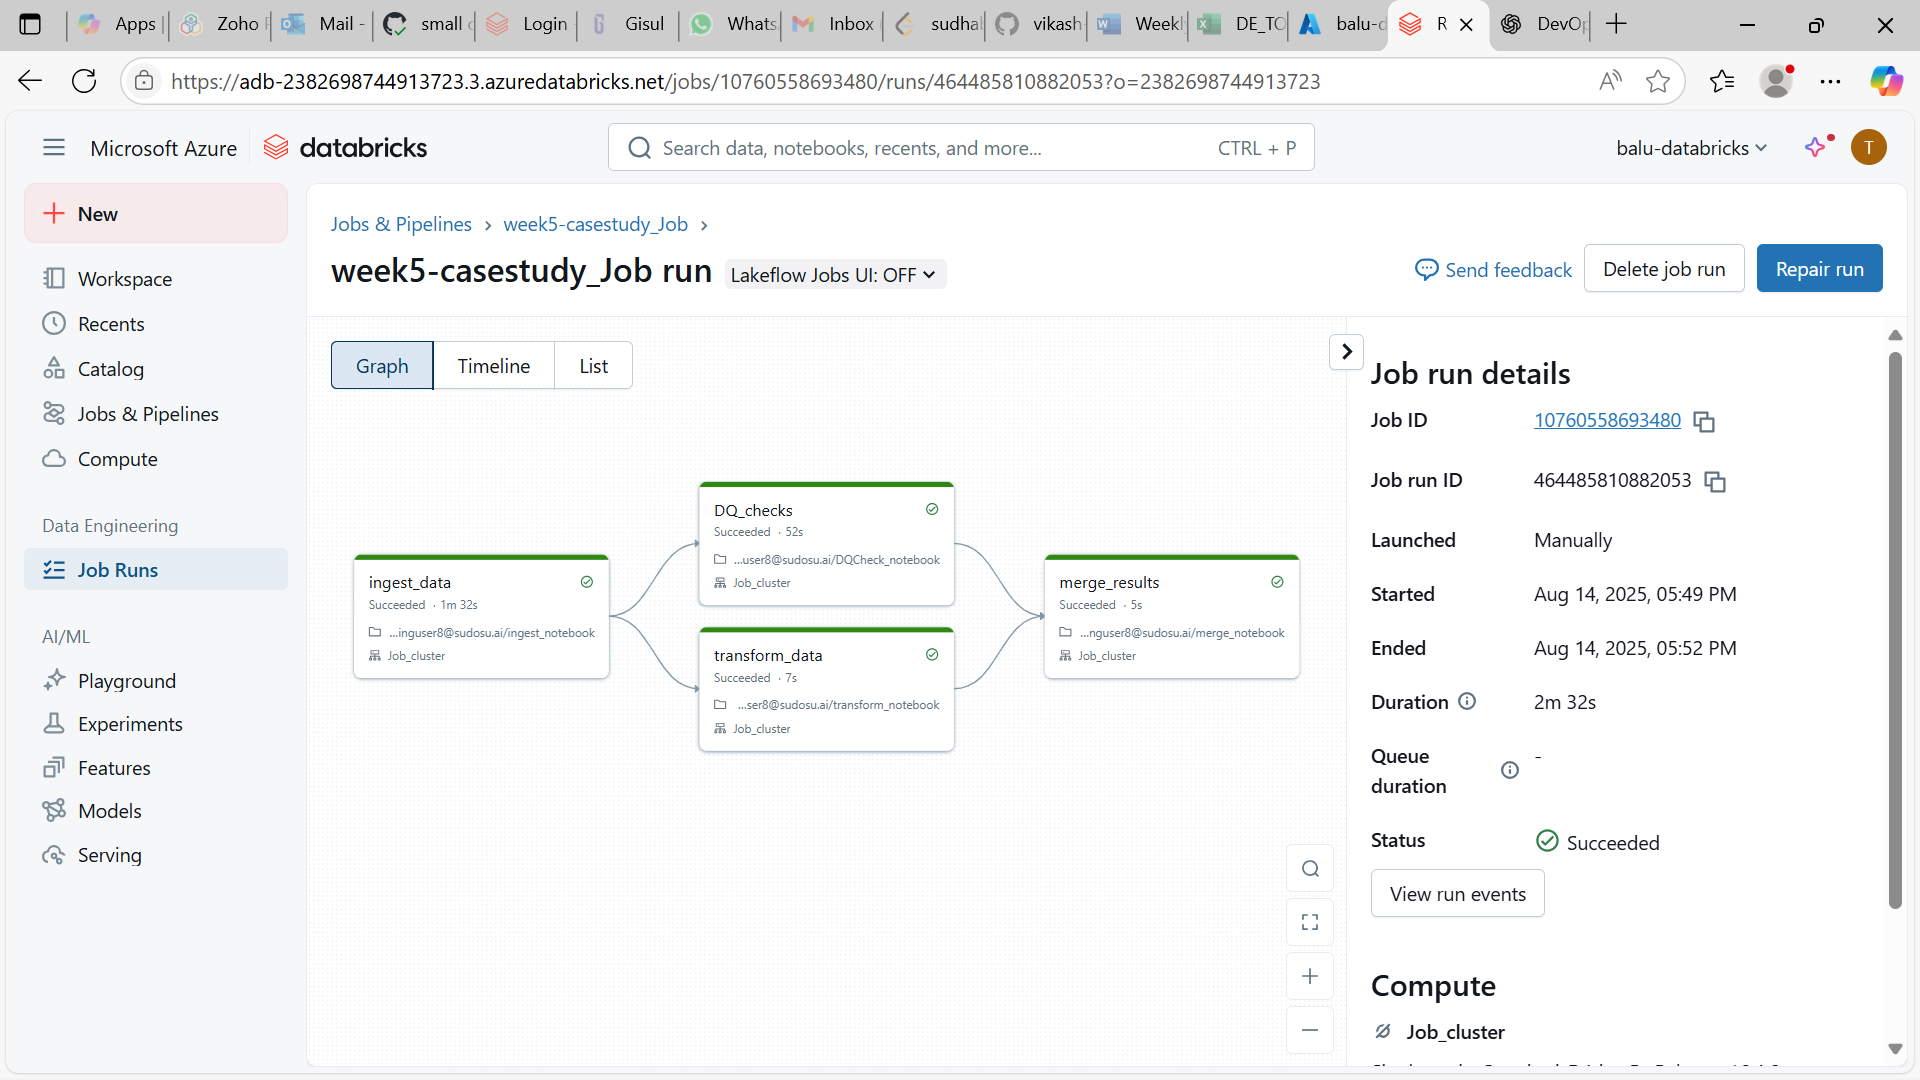 Apps
Zoho
Mail -
small
Login
Gisul
Whats
Inbox
sudha
vikash
Weekl
DE_TO
balu-d
R
DevOp
https://adb-2382698744913723.3.azuredatabricks.net/jobs/10760558693480/runs/464485810882053?o=2382698744913723
Microsoft Azure
databricks
Search data, notebooks, recents, and more...
CTRL + P
balu-databricks
T
New
Workspace
Recents
Catalog
Jobs & Pipelines
Compute
Data Engineering
Job Runs
AI/ML
Playground
Experiments
Features
Models
Serving
Jobs & Pipelines › week5-casestudy_Job ›
week5-casestudy_Job run
Lakeflow Jobs UI: OFF
Send feedback
Delete job run
Repair run
Graph
Timeline
List
ingest_data
Succeeded · 1m 32s
...inguser8@sudosu.ai/ingest_notebook
Job_cluster
DQ_checks
Succeeded · 52s
...user8@sudosu.ai/DQCheck_notebook
Job_cluster
transform_data
Succeeded · 7s
...ser8@sudosu.ai/transform_notebook
Job_cluster
merge_results
Succeeded · 5s
...nguser8@sudosu.ai/merge_notebook
Job_cluster
Job run details
Job ID 10760558693480
Job run ID 464485810882053
Launched Manually
Started Aug 14, 2025, 05:49 PM
Ended Aug 14, 2025, 05:52 PM
Duration 2m 32s
Queue duration -
Status Succeeded
View run events
Compute
Job_cluster